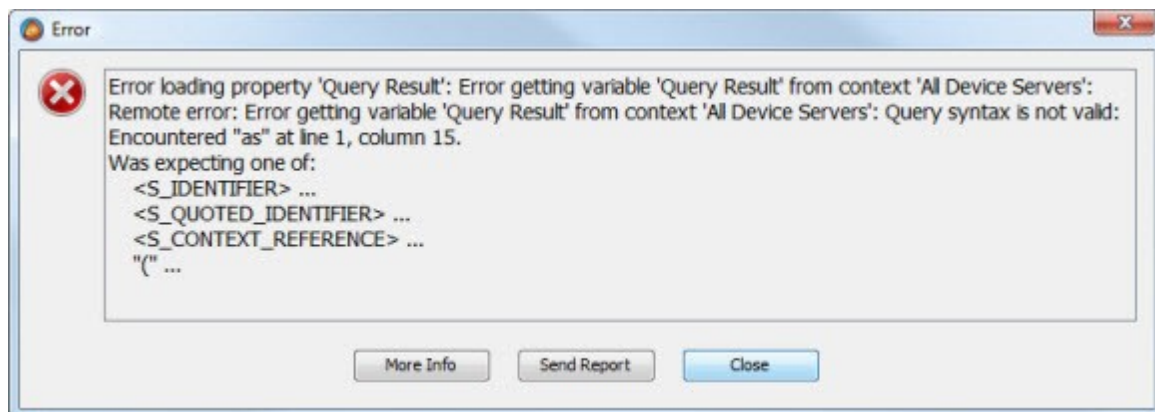 Error
Error loading property 'Query Result': Error getting variable 'Query Result' from context 'All Device Servers':
Remote error: Error getting variable 'Query Result' from context 'All Device Servers': Query syntax is not valid:
Encountered "as" at line 1, column 15.
Was expecting one of:
<S_IDENTIFIER> ...
<S_QUOTED_IDENTIFIER> ...
<S_CONTEXT_REFERENCE> ...
"(" ...
More Info Send Report Close